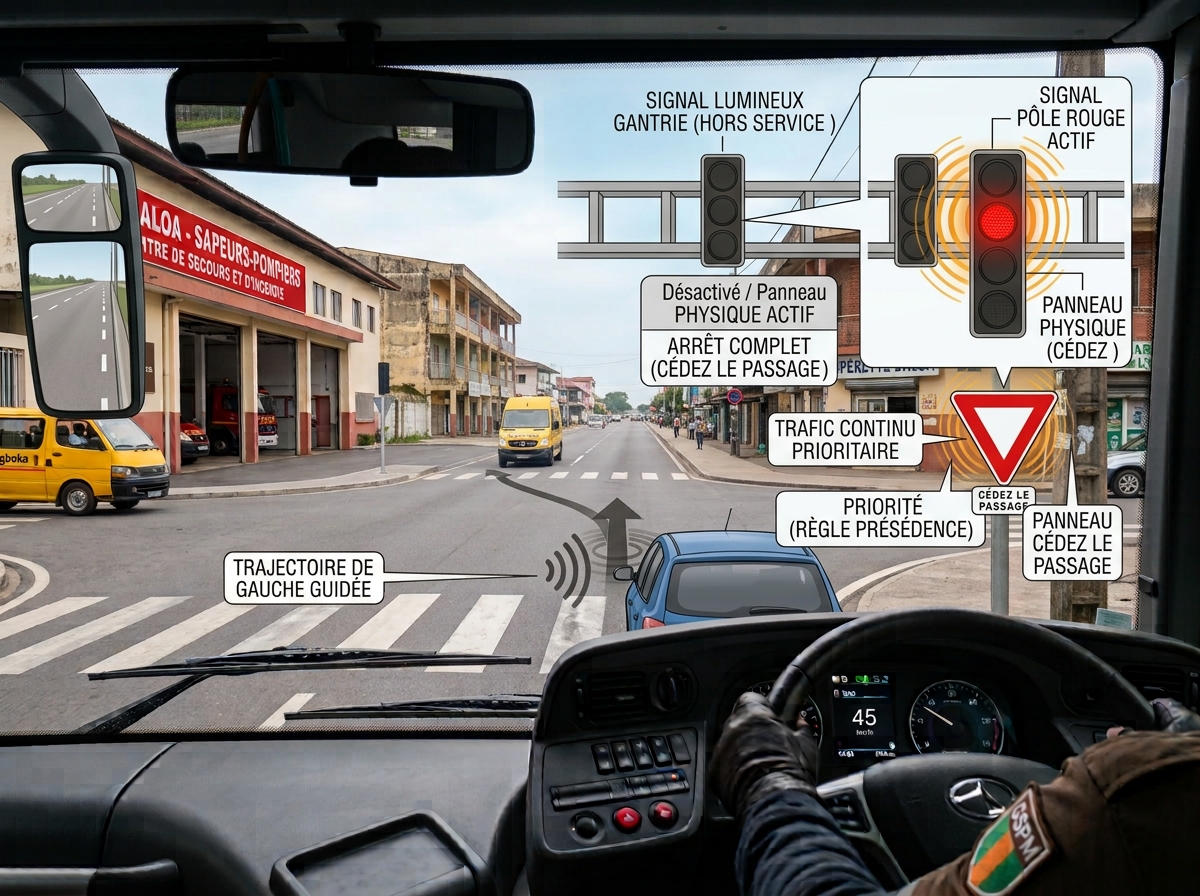 SIGNAL LUMINEUX
GANTRIE (HORS SERVICE )
SIGNAL
PÔLE ROUGE
ACTIF
ALOA - SAPEURS-POMPIERS
TRE DE SECOURS ET D'INCENDIE
Désactivé / Panneau
PHYSIQUE ACTIF
ARRÊT COMPLET
(CÉDEZ LE PASSAGE)
PANNEAU
PHYSIQUE
(CÉDEZ )
TRAFIC CONTINU
PRIORITAIRE
gboka
CÉDEZ LE
PASSAGE
PRIORITÉ
(RÈGLE PRÉSÉDENCE)
PANNEAU
CÉDEZ LE
PASSAGE
TRAJECTOIRE DE
GAUCHE GUIDÉE
45
GSPM